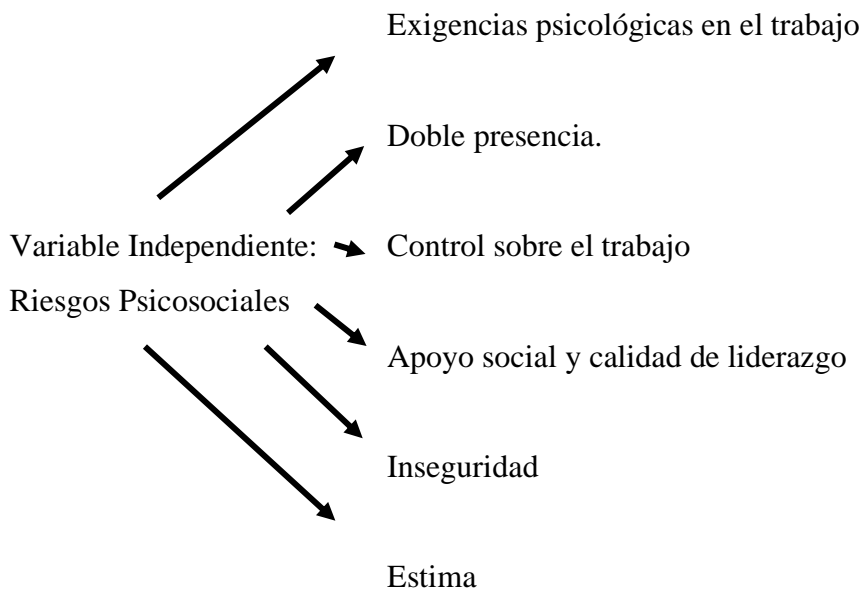 Exigencias psicológicas en el trabajo
Doble presencia.
Variable Independiente:
Riesgos Psicosociales
Control sobre el trabajo
Apoyo social y calidad de liderazgo
Inseguridad
Estima